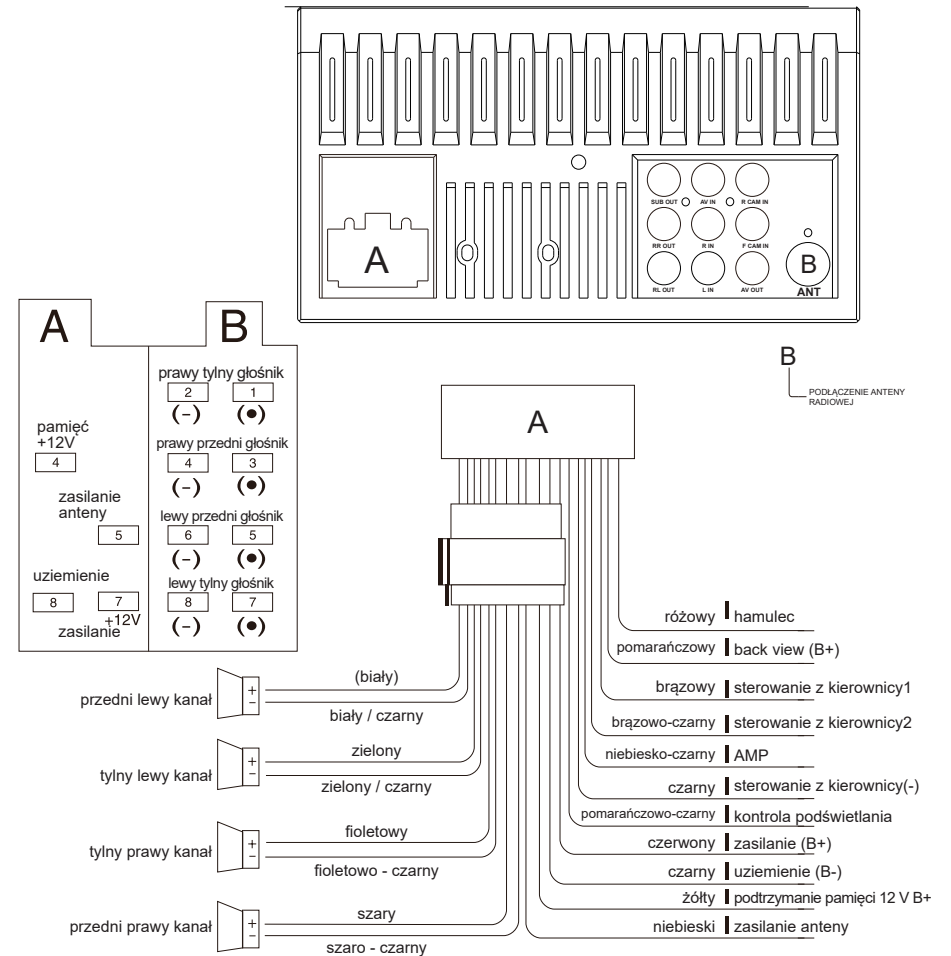 SUB OUT AV IN R CAM IN
RR OUT R IN F CAM IN
RL OUT L IN AV OUT
A
B
ANT
A
B
prawy tylny głośnik
2 1
(-) (●)
prawy przedni głośnik
4 3
(-) (●)
lewy przedni głośnik
6 5
(-) (●)
lewy tylny głośnik
8 7
(-) (●)
pamięć
+12V
4
zasilanie
anteny
5
uziemienie
8 7
+12V
zasilanie
B
PODŁĄCZENIE ANTENY
RADIOWEJ
A
różowy hamulec
pomarańczowy back view (B+)
brązowy sterowanie z kierownicy1
brązowo-czarny sterowanie z kierownicy2
niebiesko-czarny AMP
czarny sterowanie z kierownicy(-)
pomarańczowo-czarny kontrola podświetlania
czerwony zasilanie (B+)
czarny uziemienie (B-)
żółty podtrzymanie pamięci 12 V B+
niebieski zasilanie anteny
przedni lewy kanał
+
−
(biały)
biały / czarny
tylny lewy kanał
+
−
zielony
zielony / czarny
tylny prawy kanał
+
−
fioletowy
fioletowo - czarny
przedni prawy kanał
+
−
szary
szaro - czarny